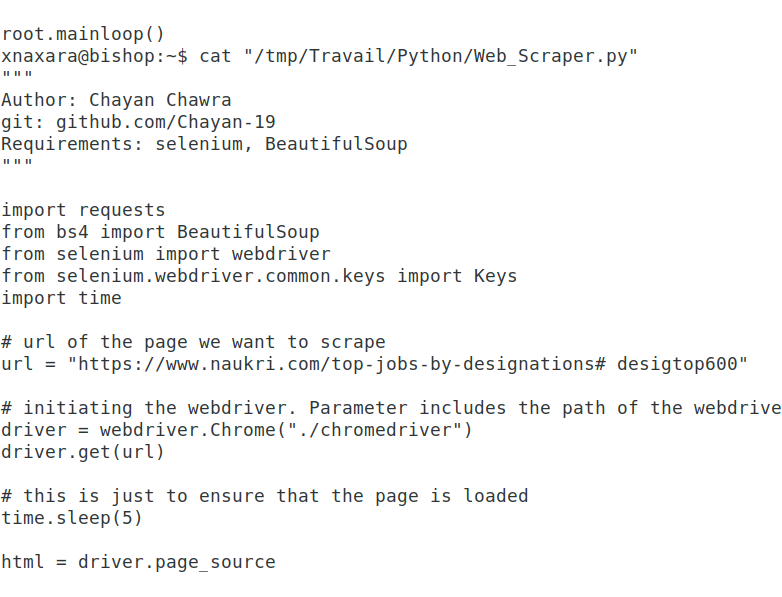 root.mainloop()
xnaxara@bishop:~$ cat "/tmp/Travail/Python/Web_Scraper.py"
"""
Author: Chayan Chawra
git: github.com/Chayan-19
Requirements: selenium, BeautifulSoup
"""
import requests
from bs4 import BeautifulSoup
from selenium import webdriver
from selenium.webdriver.common.keys import Keys
import time
# url of the page we want to scrape
url = "https://www.naukri.com/top-jobs-by-designations# desigtop600"
# initiating the webdriver. Parameter includes the path of the webdrive
driver = webdriver.Chrome("./chromedriver")
driver.get(url)
# this is just to ensure that the page is loaded
time.sleep(5)
html = driver.page_source